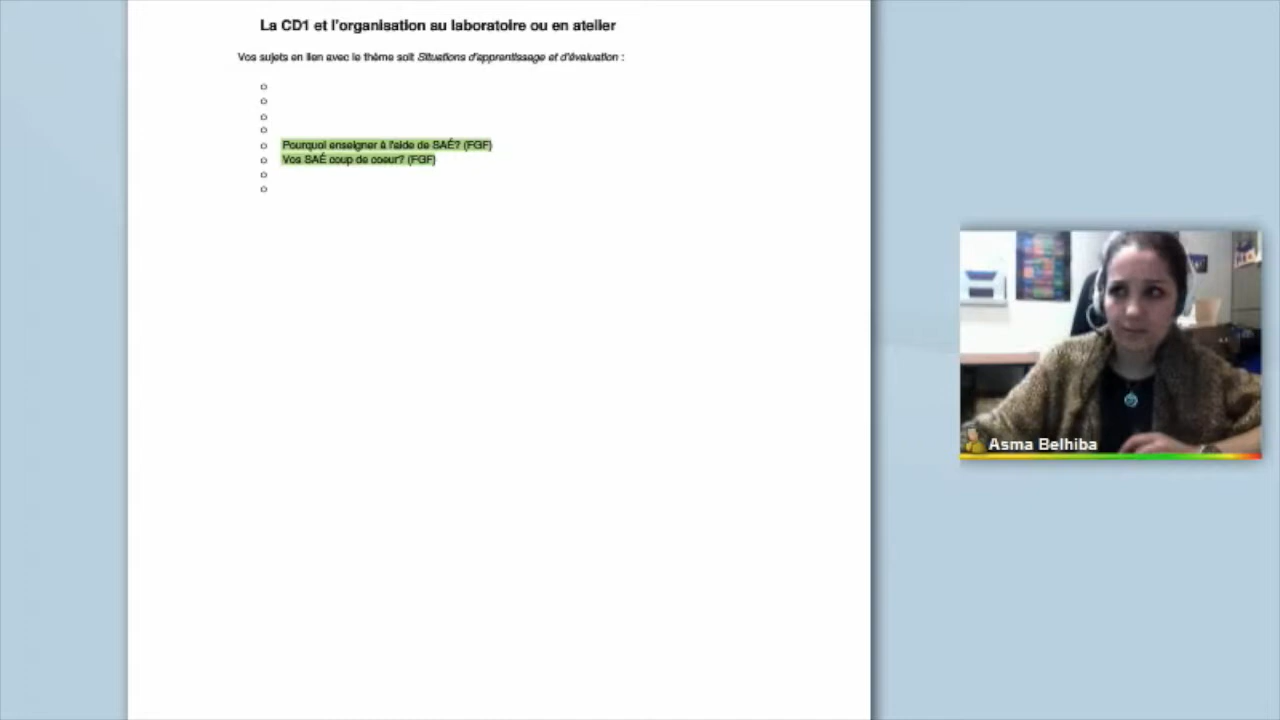 La CD1 et l'organisation au laboratoire ou en atelier
Vos sujets en lien avec le thème soit Situations d'apprentissage et d'évaluation :
Pourquoi enseigner à l'aide de SAÉ? (FGF)
Vos SAÉ coup de coeur? (FGF)
Asma Belhiba